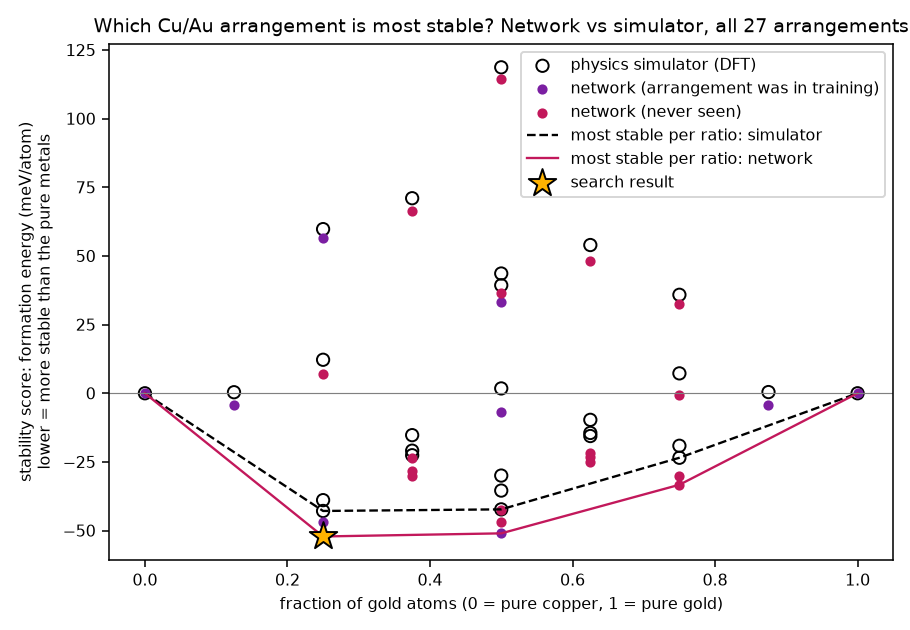 Which Cu/Au arrangement is most stable? Network vs simulator, all 27 arrangements
physics simulator (DFT)
network (arrangement was in training)
network (never seen)
most stable per ratio: simulator
most stable per ratio: network
search result
stability score: formation energy (meV/atom)
lower = more stable than the pure metals
125
100
75
50
25
0
−25
−50
0.0
0.2
0.4
0.6
0.8
1.0
fraction of gold atoms (0 = pure copper, 1 = pure gold)